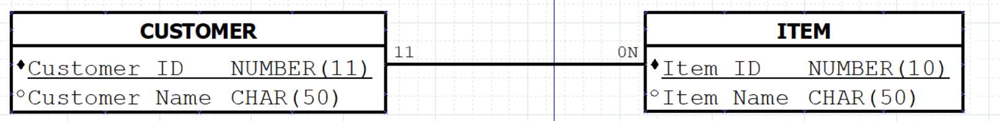 CUSTOMER
Customer ID NUMBER(11)
Customer Name CHAR(50)
11
0N
ITEM
Item ID NUMBER(10)
Item Name CHAR(50)